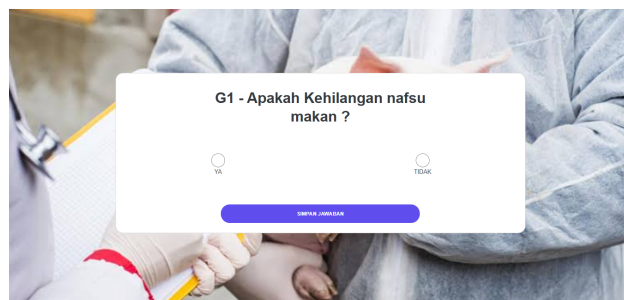 G1 - Apakah Kehilangan nafsu
makan ?
YA
TIDAK
SIMPAN JAWABAN